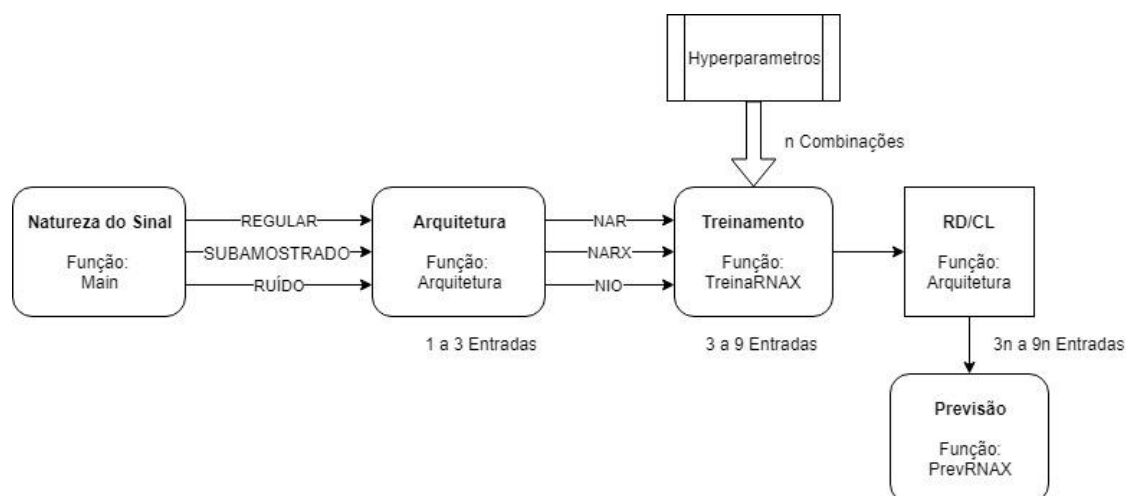 Hyperparametros
n Combinações
Natureza do Sinal
Função:
Main
REGULAR
SUBAMOSTRADO
RUÍDO
Arquitetura
Função:
Arquitetura
1 a 3 Entradas
NAR
NARX
NIO
Treinamento
Função:
TreinaRNAX
3 a 9 Entradas
RD/CL
Função:
Arquitetura
3n a 9n Entradas
Previsão
Função:
PrevRNAX